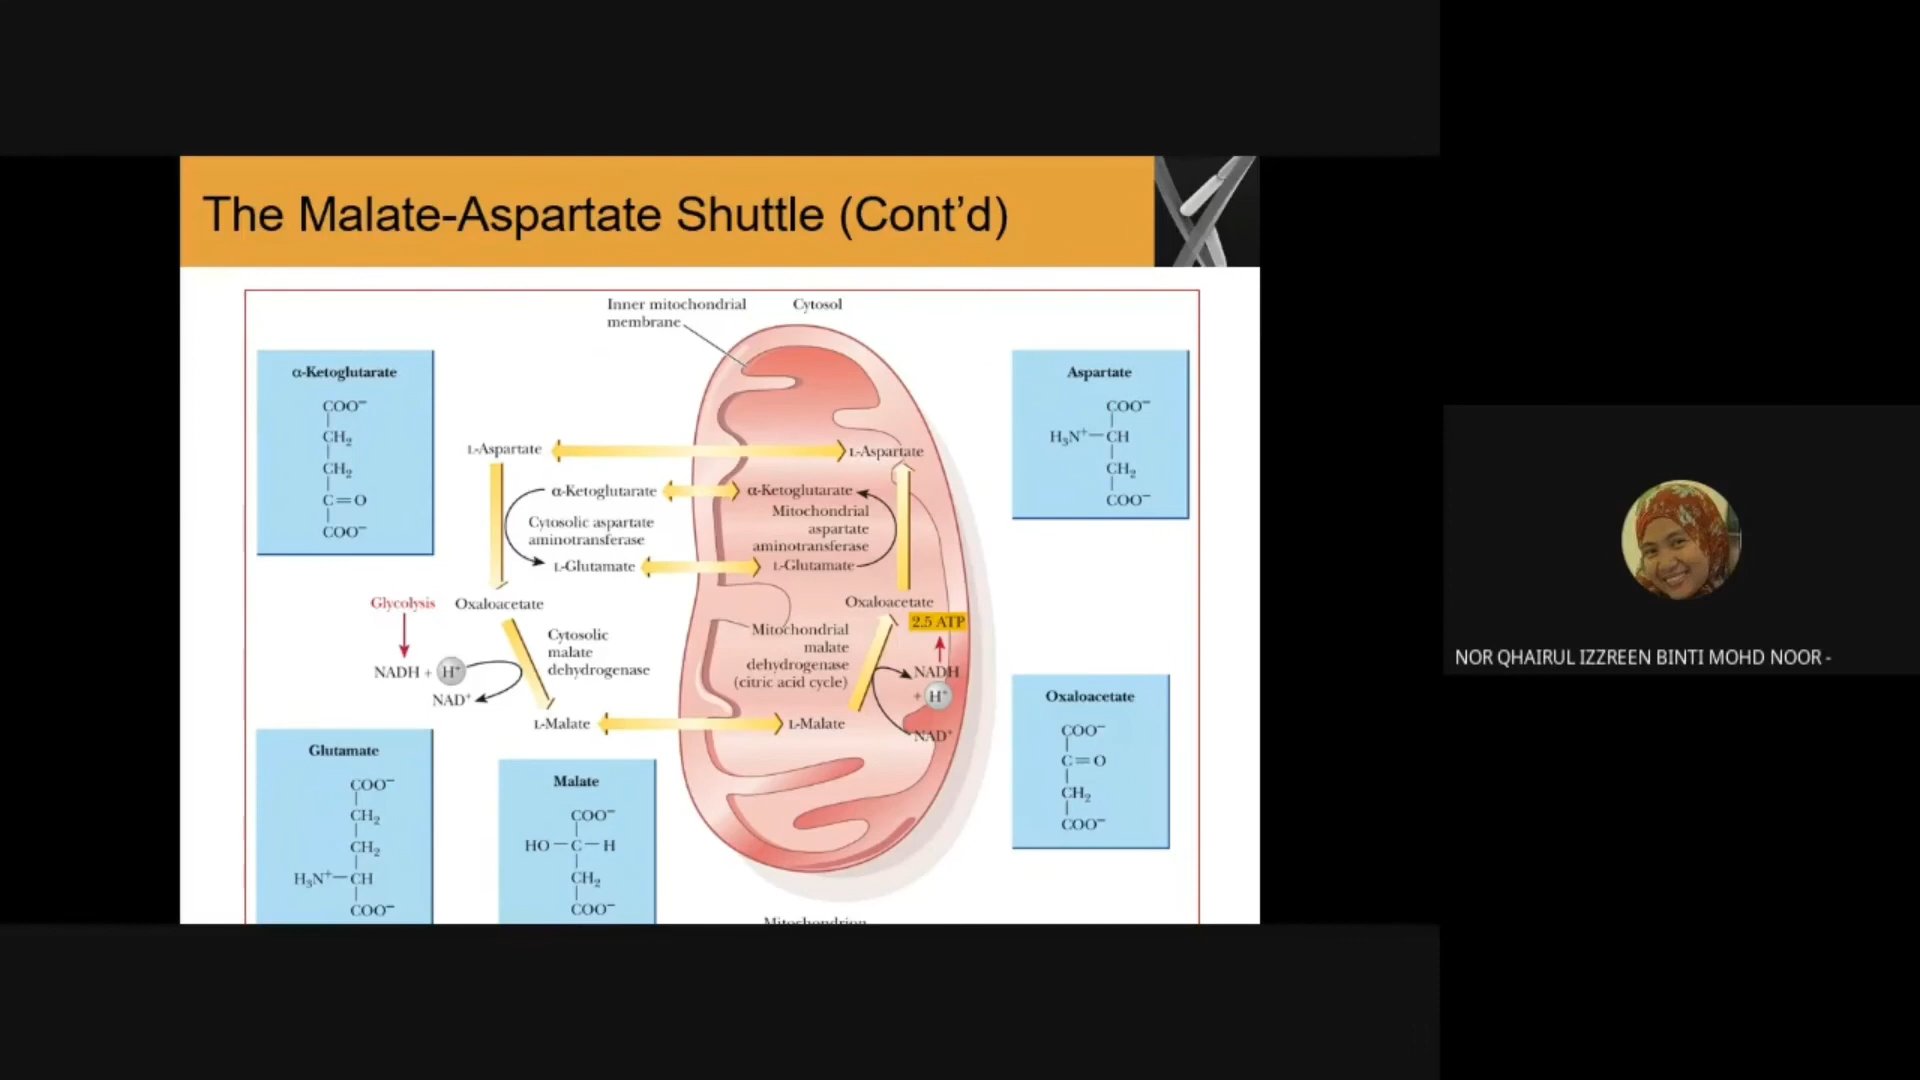 The Malate-Aspartate Shuttle (Cont’d)
Inner mitochondrial
membrane
Cytosol
α-Ketoglutarate
COO⁻
CH₂
CH₂
C=O
COO⁻
Aspartate
COO⁻
H₃N⁺—CH
CH₂
COO⁻
L-Aspartate
L-Aspartate
α-Ketoglutarate
α-Ketoglutarate
Cytosolic aspartate
aminotransferase
Mitochondrial
aspartate
aminotransferase
L-Glutamate
L-Glutamate
Glycolysis
Oxaloacetate
Oxaloacetate
2.5 ATP
Cytosolic
malate
dehydrogenase
Mitochondrial
malate
dehydrogenase
(citric acid cycle)
NADH + H⁺
NAD⁺
NADH
+ H⁺
NAD⁺
L-Malate
L-Malate
Glutamate
COO⁻
CH₂
CH₂
H₃N⁺—CH
COO⁻
Malate
COO⁻
HO—C—H
CH₂
COO⁻
Oxaloacetate
COO⁻
C=O
CH₂
COO⁻
Mitochondrion
NOR QHAIRUL IZZREEN BINTI MOHD NOOR -